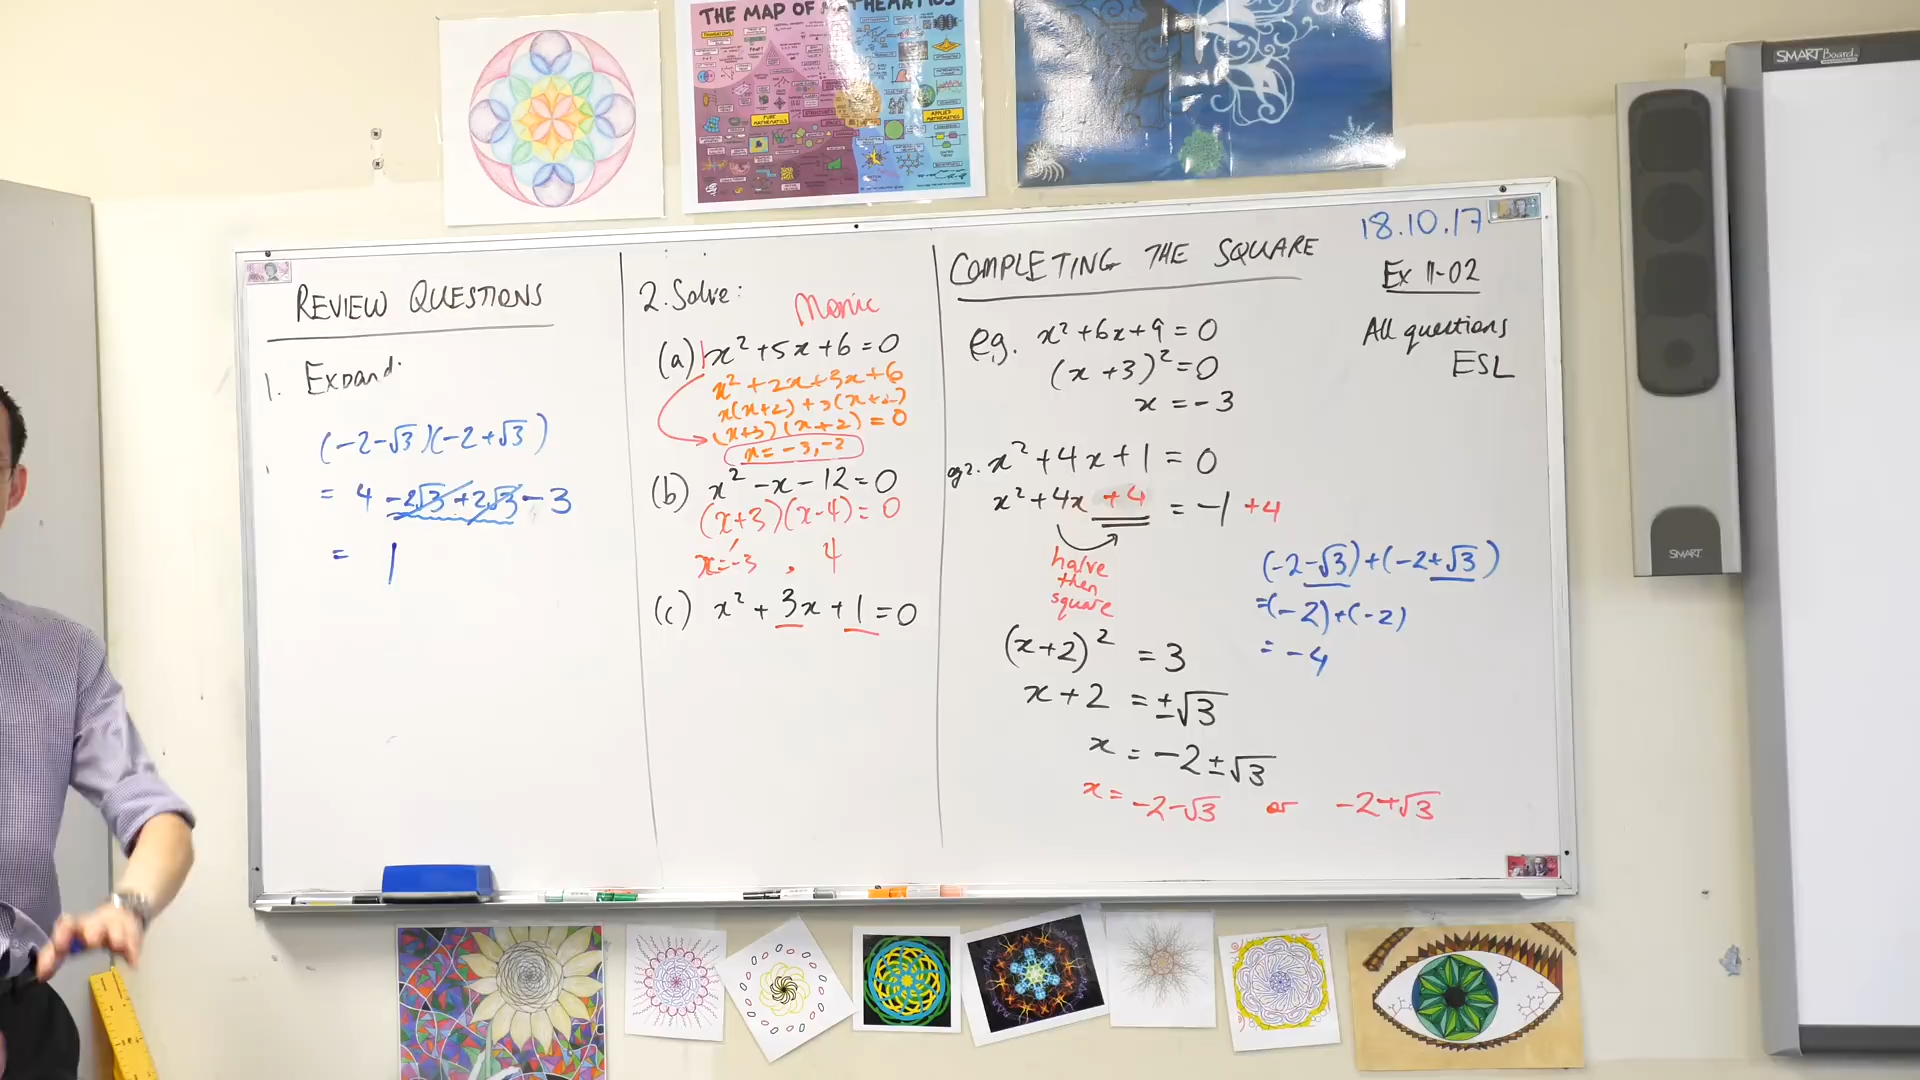 THE MAP OF MATHEMATICS
PURE MATHEMATICS
APPLIED MATHEMATICS
SMART Board
SMART
18.10.17
Ex 11-02
All questions
ESL
REVIEW QUESTIONS
1. Expand:
(-2-√3)(-2+√3)
= 4 -2√3 +2√3 - 3
= 1
2. Solve:
Monic
(a) 1x² + 5x + 6 = 0
x² + 2x + 3x + 6
x(x+2) + 3(x+2)
(x+3)(x+2) = 0
x = -3, -2
(b) x² - x - 12 = 0
(x+3)(x-4) = 0
x = -3 , 4
(c) x² + 3x + 1 = 0
COMPLETING THE SQUARE
e.g. x² + 6x + 9 = 0
(x + 3)² = 0
x = -3
eg2. x² + 4x + 1 = 0
x² + 4x + 4 = -1 + 4
halve
then
square
(x+2)² = 3
x + 2 = ±√3
x = -2 ± √3
x = -2-√3 or -2+√3
(-2-√3)+(-2+√3)
=(-2)+(-2)
= -4